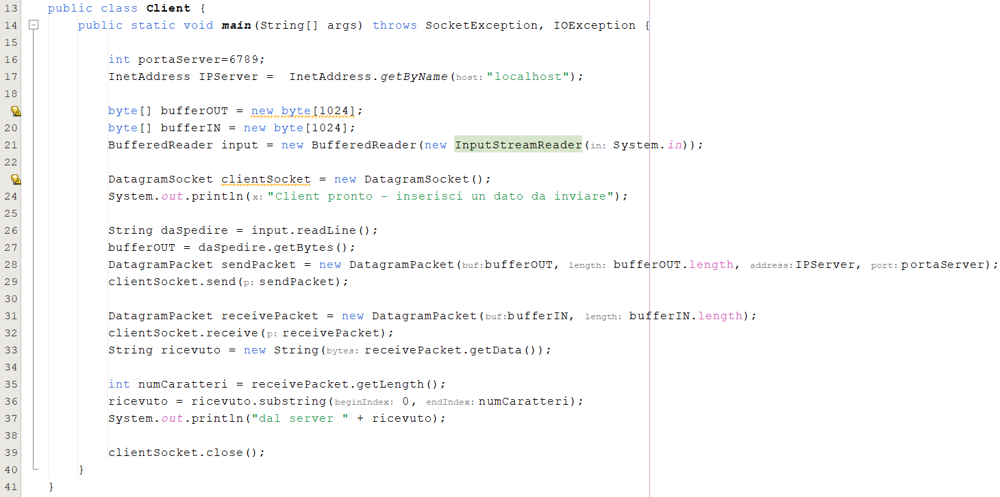 13 public class Client {
14 public static void main(String[] args) throws SocketException, IOException {
15
16 int portaServer=6789;
17 InetAddress IPServer =  InetAddress.getByName(host: "localhost");
18
byte[] bufferOUT = new byte[1024];
20 byte[] bufferIN = new byte[1024];
21 BufferedReader input = new BufferedReader(new InputStreamReader(in: System.in));
22
DatagramSocket clientSocket = new DatagramSocket();
24 System.out.println(x: "Client pronto - inserisci un dato da inviare");
25
26 String daSpedire = input.readLine();
27 bufferOUT = daSpedire.getBytes();
28 DatagramPacket sendPacket = new DatagramPacket(buf: bufferOUT, length: bufferOUT.length, address: IPServer, port: portaServer);
29 clientSocket.send(p: sendPacket);
30
31 DatagramPacket receivePacket = new DatagramPacket(buf: bufferIN, length: bufferIN.length);
32 clientSocket.receive(p: receivePacket);
33 String ricevuto = new String(bytes: receivePacket.getData());
34
35 int numCaratteri = receivePacket.getLength();
36 ricevuto = ricevuto.substring(beginIndex: 0, endIndex: numCaratteri);
37 System.out.println("dal server " + ricevuto);
38
39 clientSocket.close();
40 }
41 }